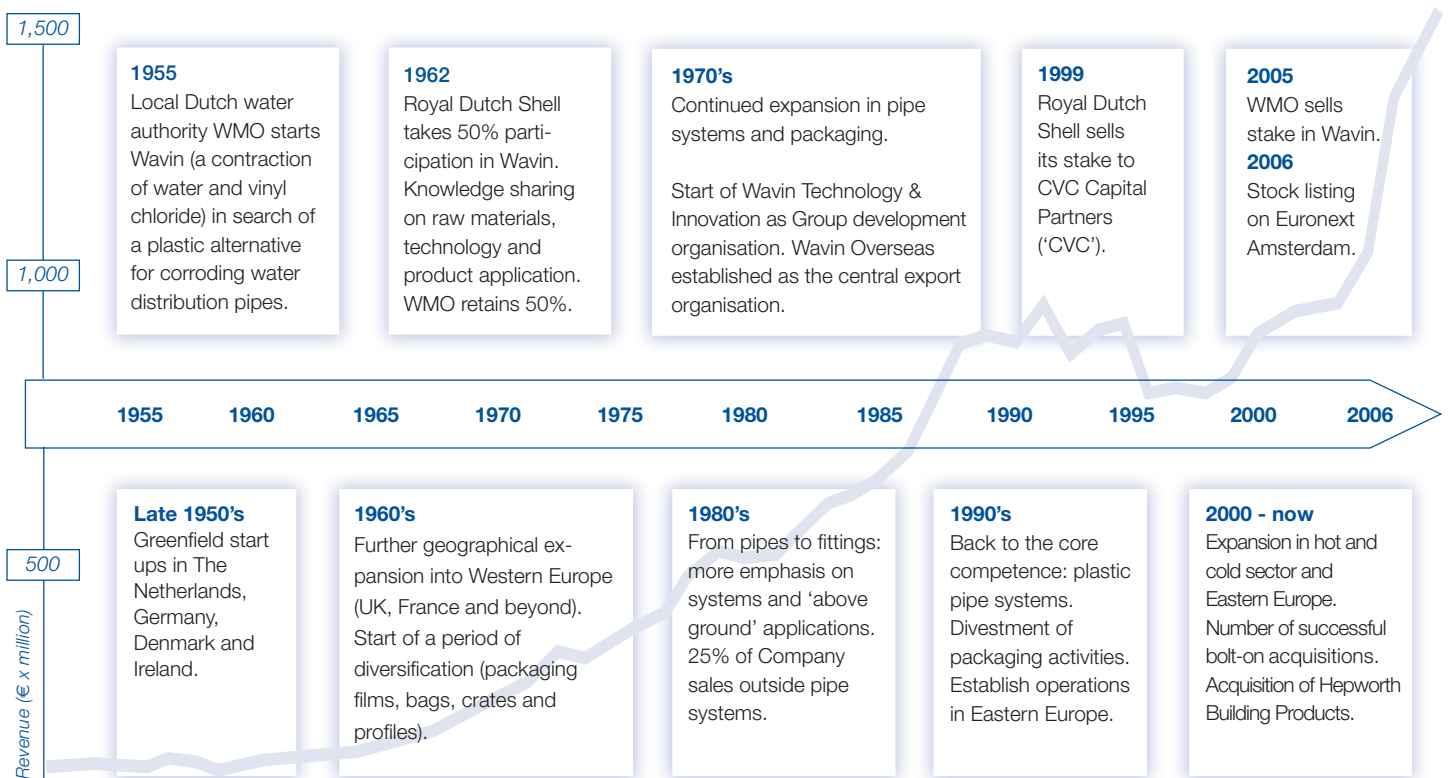 1,500
1955
Local Dutch water
authority WMO starts
Wavin (a contraction
of water and vinyl
chloride) in search of
a plastic alternative
for corroding water
distribution pipes.
1962
Royal Dutch Shell
takes 50% parti-
cipation in Wavin.
Knowledge sharing
on raw materials,
technology and
product application.
WMO retains 50%.
1970's
Continued expansion in pipe
systems and packaging.
Start of Wavin Technology &
Innovation as Group development
organisation. Wavin Overseas
established as the central export
organisation.
1999
Royal Dutch
Shell sells
its stake to
CVC Capital
Partners
(‘CVC’).
2005
WMO sells
stake in Wavin.
2006
Stock listing
on Euronext
Amsterdam.
1,000
1955 1960 1965 1970 1975 1980 1985 1990 1995 2000 2006
500
Revenue (€ x million)
Late 1950's
Greenfield start
ups in The
Netherlands,
Germany,
Denmark and
Ireland.
1960's
Further geographical ex-
pansion into Western Europe
(UK, France and beyond).
Start of a period of
diversification (packaging
films, bags, crates and
profiles).
1980's
From pipes to fittings:
more emphasis on
systems and ‘above
ground’ applications.
25% of Company
sales outside pipe
systems.
1990's
Back to the core
competence: plastic
pipe systems.
Divestment of
packaging activities.
Establish operations
in Eastern Europe.
2000 - now
Expansion in hot and
cold sector and
Eastern Europe.
Number of successful
bolt-on acquisitions.
Acquisition of Hepworth
Building Products.